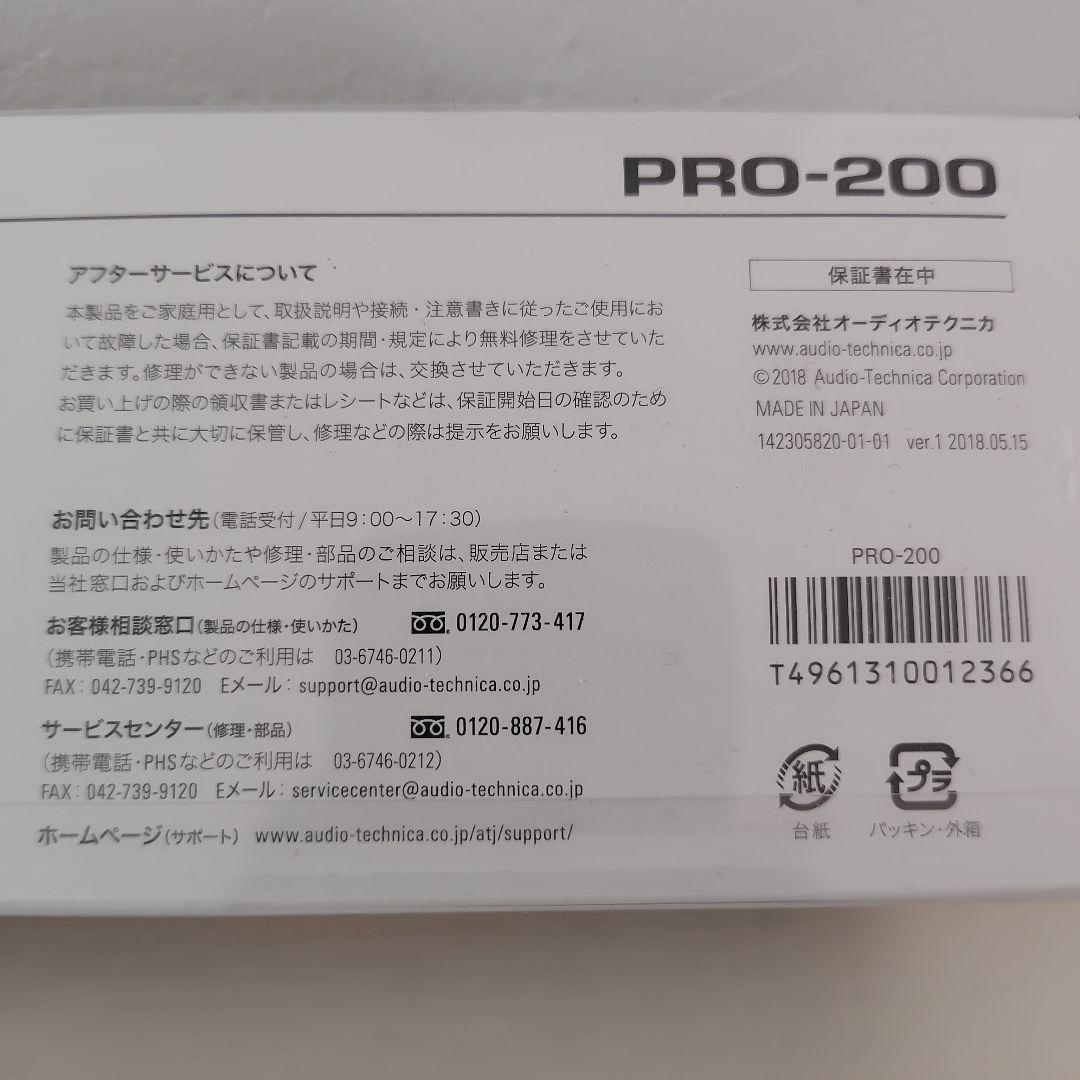 PRO-200
アフターサービスについて
本製品をご家庭用として、取扱説明や接続・注意書きに従ったご使用にお
いて故障した場合、保証書記載の期間・規定により無料修理をさせていた
だきます。修理ができない製品の場合は、交換させていただきます。
お買い上げの際の領収書またはレシートなどは、保証開始日の確認のため
に保証書と共に大切に保管し、修理などの際は提示をお願いします。
お問い合わせ先(電話受付/平日9:00〜17:30)
製品の仕様・使いかたや修理・部品のご相談は、販売店または
当社窓口およびホームページのサポートまでお願いします。
お客様相談窓口(製品の仕様・使いかた) 0120-773-417
(携帯電話・PHSなどのご利用は 03-6746-0211)
FAX:042-739-9120 Eメール:support@audio-technica.co.jp
サービスセンター(修理・部品) 0120-887-416
(携帯電話・PHSなどのご利用は 03-6746-0212)
FAX:042-739-9120 Eメール:servicecenter@audio-technica.co.jp
ホームページ(サポート) www.audio-technica.co.jp/atj/support/
保証書在中
株式会社オーディオテクニカ
www.audio-technica.co.jp
©2018 Audio-Technica Corporation
MADE IN JAPAN
142305820-01-01 ver.1 2018.05.15
PRO-200
T4961310012366
紙 プラ
台紙 パッキン・外箱